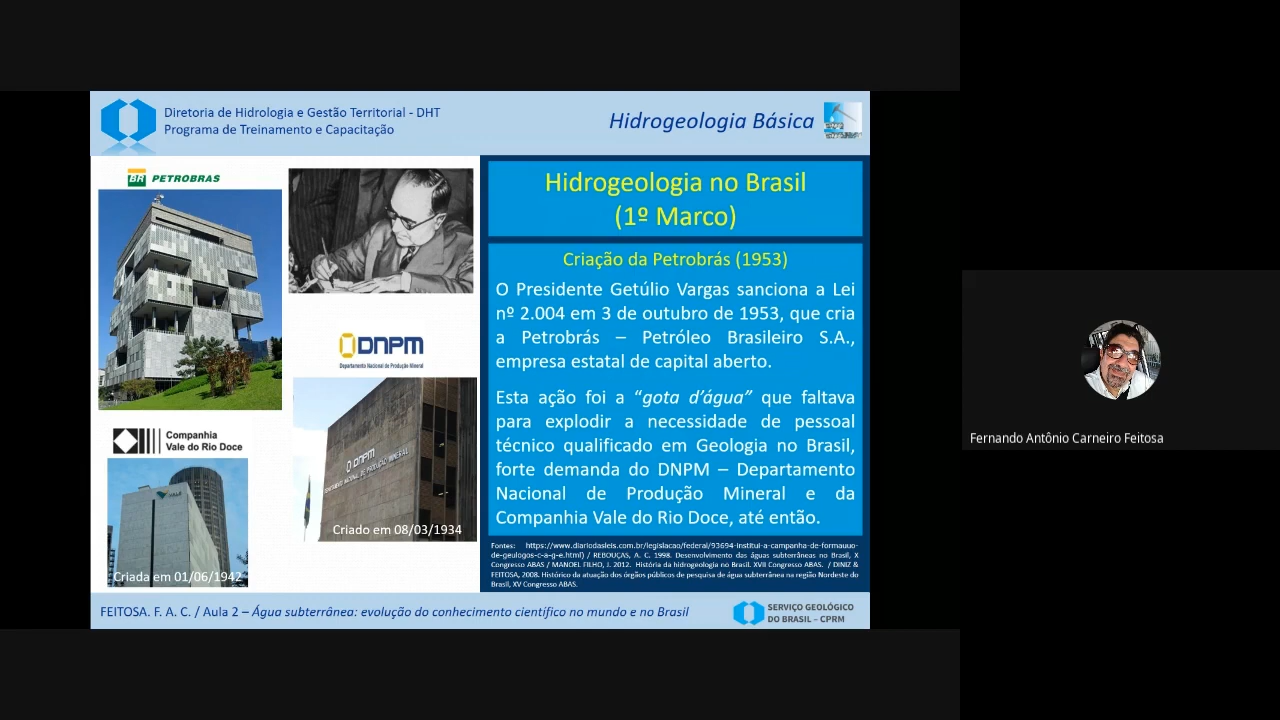 Diretoria de Hidrologia e Gestão Territorial - DHT
Programa de Treinamento e Capacitação
Hidrogeologia Básica
BR PETROBRAS
DNPM
Departamento Nacional de Produção Mineral
Companhia
Vale do Rio Doce
DNPM
DEPARTAMENTO NACIONAL DE PRODUÇÃO MINERAL
VALE
Criado em 08/03/1934
Criada em 01/06/1942
Hidrogeologia no Brasil
(1º Marco)
Criação da Petrobrás (1953)
O Presidente Getúlio Vargas sanciona a Lei
nº 2.004 em 3 de outubro de 1953, que cria
a Petrobrás – Petróleo Brasileiro S.A.,
empresa estatal de capital aberto.
Esta ação foi a “gota d’água” que faltava
para explodir a necessidade de pessoal
técnico qualificado em Geologia no Brasil,
forte demanda do DNPM – Departamento
Nacional de Produção Mineral e da
Companhia Vale do Rio Doce, até então.
Fontes: https://www.diariodasleis.com.br/legislacao/federal/93694-institui-a-campanha-de-formauuo-
de-geulogos-c-a-g-e.html) / REBOUÇAS, A. C. 1998. Desenvolvimento das águas subterrâneas no Brasil, X
Congresso ABAS / MANOEL FILHO, J. 2012. História da hidrogeologia no Brasil. XVII Congresso ABAS. / DINIZ &
FEITOSA, 2008. Histórico da atuação dos órgãos públicos de pesquisa de água subterrânea na região Nordeste do
Brasil, XV Congresso ABAS.
FEITOSA. F. A. C. / Aula 2 – Água subterrânea: evolução do conhecimento científico no mundo e no Brasil
SERVIÇO GEOLÓGICO
DO BRASIL – CPRM
Fernando Antônio Carneiro Feitosa